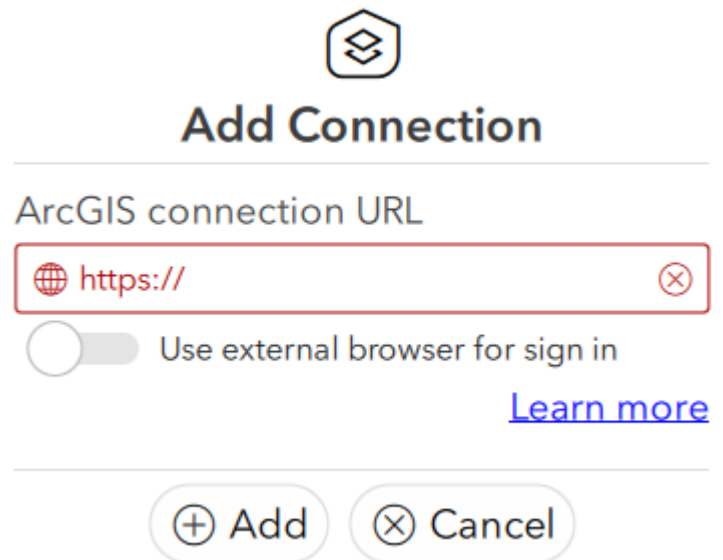 Add Connection
ArcGIS connection URL
https://
Use external browser for sign in
Learn more
Add Cancel